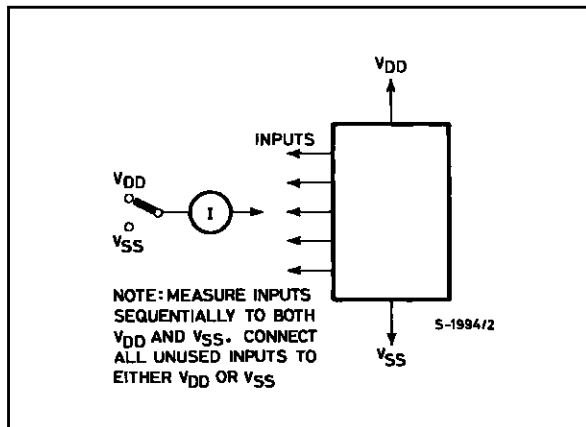 VDD
INPUTS
VDD
I
VSS
NOTE: MEASURE INPUTS
SEQUENTIALLY TO BOTH
VDD AND VSS. CONNECT
ALL UNUSED INPUTS TO
EITHER VDD OR VSS
S-1994/2
VSS